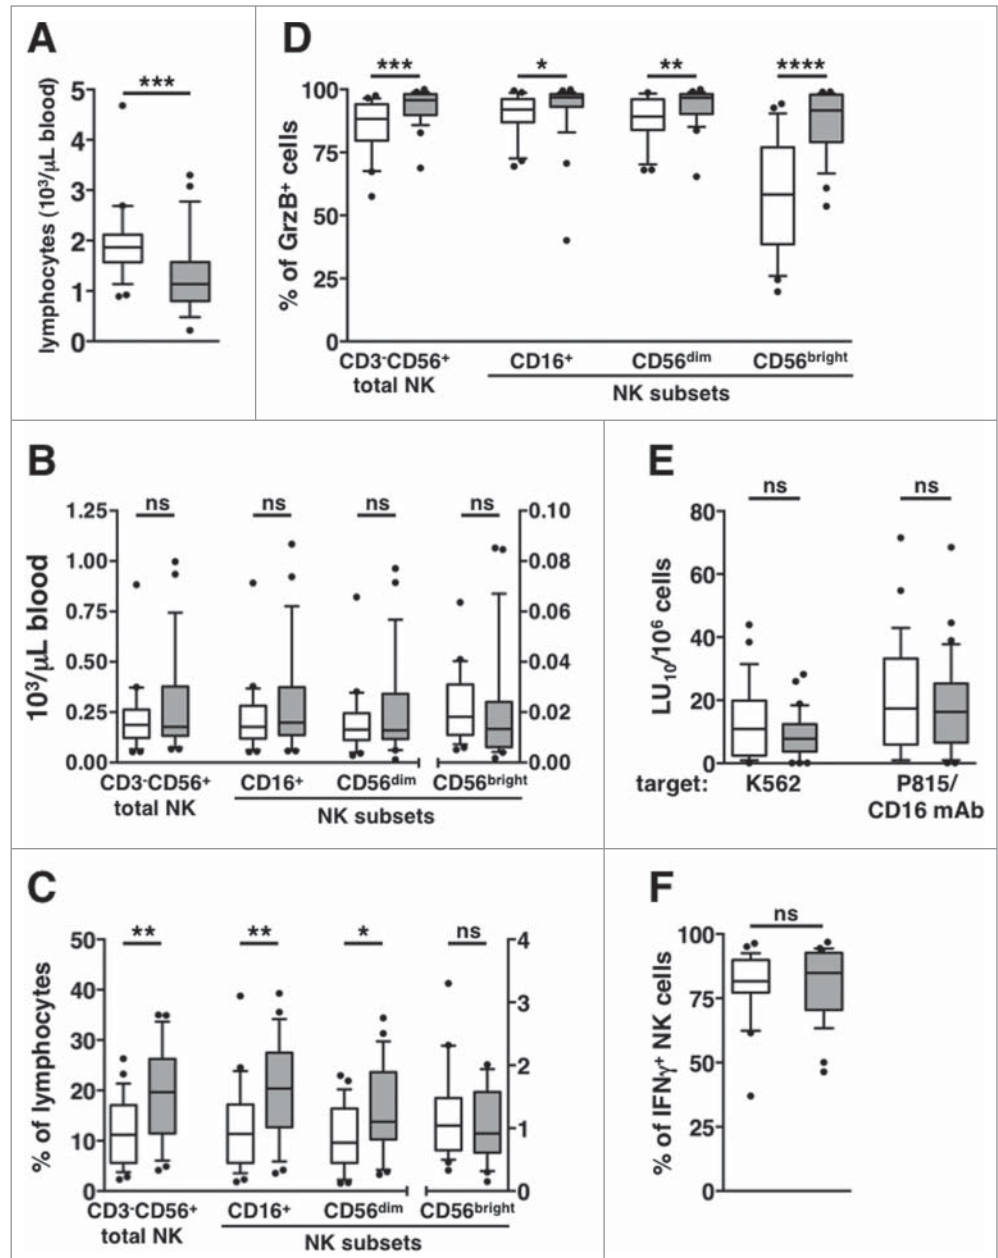 A
lymphocytes (10³/µL blood)
5
4
3
2
1
0
***
D
% of GrzB⁺ cells
100
75
50
25
0
*** * ** ****
CD3⁻CD56⁺ CD16⁺ CD56ᵈⁱᵐ CD56ᵇʳⁱᵍʰᵗ
total NK
NK subsets
B
10³/µL blood
1.25
1.00
0.75
0.50
0.25
0.00
ns ns ns ns
0.10
0.08
0.06
0.04
0.02
0.00
CD3⁻CD56⁺ CD16⁺ CD56ᵈⁱᵐ CD56ᵇʳⁱᵍʰᵗ
total NK
NK subsets
E
LU₁₀/10⁶ cells
80
60
40
20
0
ns ns
target: K562 P815/
CD16 mAb
C
% of lymphocytes
50
40
30
20
10
0
** ** * ns
4
3
2
1
0
CD3⁻CD56⁺ CD16⁺ CD56ᵈⁱᵐ CD56ᵇʳⁱᵍʰᵗ
total NK
NK subsets
F
% of IFNγ⁺ NK cells
100
75
50
25
0
ns